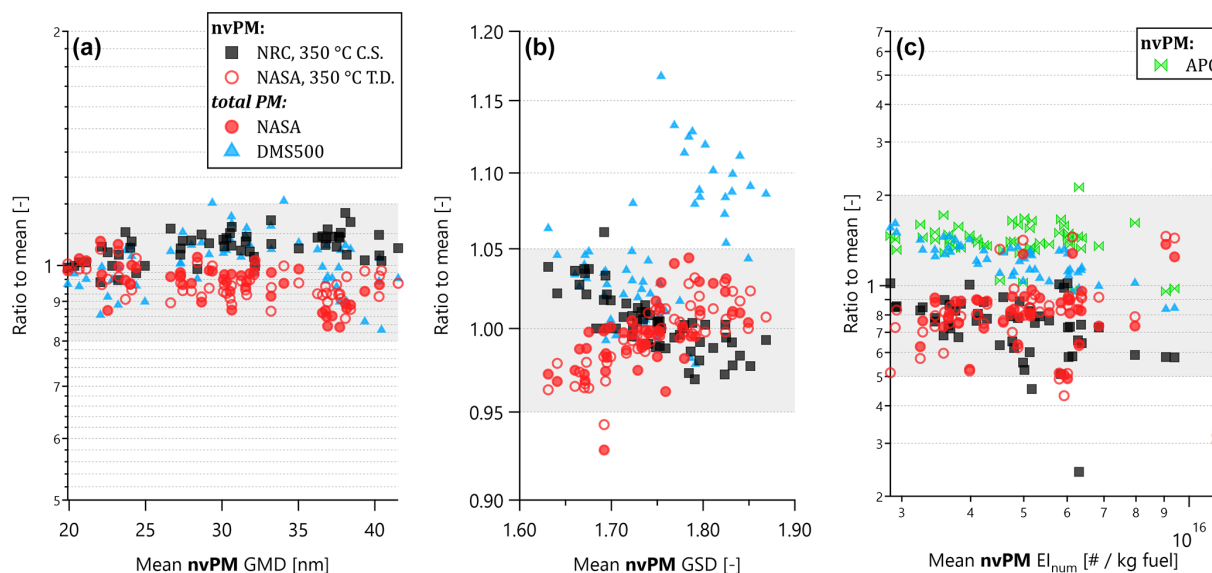 (a)
nvPM:
NRC, 350 °C C.S.
NASA, 350 °C T.D.
total PM:
NASA
DMS500
Ratio to mean [-]
2
1
9
8
7
6
5
20
25
30
35
40
Mean nvPM GMD [nm]
(b)
Ratio to mean [-]
1.20
1.15
1.10
1.05
1.00
0.95
0.90
1.60
1.70
1.80
1.90
Mean nvPM GSD [-]
(c)
nvPM:
APC
Ratio to mean [-]
7
6
5
4
3
2
1
9
8
7
6
5
4
3
2
3
4
5
6
7
8
9
10^16
Mean nvPM EI_num [# / kg fuel]